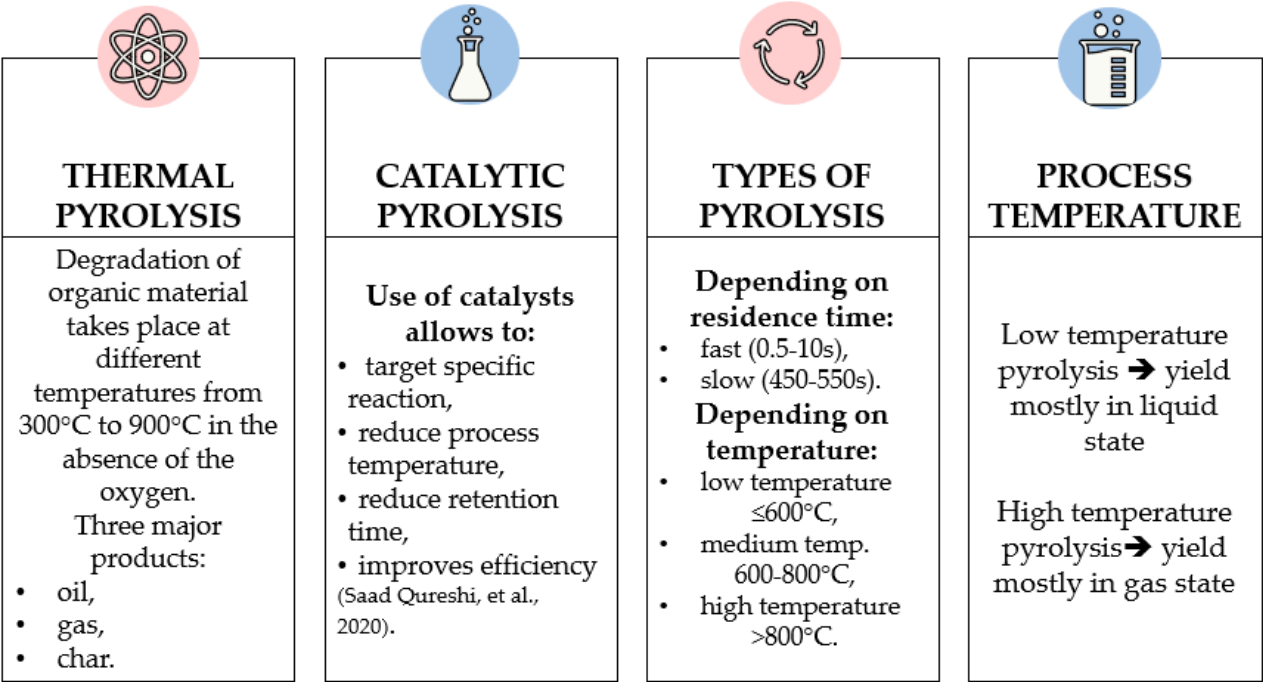 THERMAL
PYROLYSIS
Degradation of
organic material
takes place at
different
temperatures from
300°C to 900°C in the
absence of the
oxygen.
Three major
products:
• oil,
• gas,
• char.
CATALYTIC
PYROLYSIS
Use of catalysts
allows to:
• target specific
reaction,
• reduce process
temperature,
• reduce retention
time,
• improves efficiency
(Saad Qureshi, et al.,
2020).
TYPES OF
PYROLYSIS
Depending on
residence time:
• fast (0.5-10s),
• slow (450-550s).
Depending on
temperature:
• low temperature
≤600°C,
• medium temp.
600-800°C,
• high temperature
>800°C.
PROCESS
TEMPERATURE
Low temperature
pyrolysis ➔ yield
mostly in liquid
state
High temperature
pyrolysis➔ yield
mostly in gas state